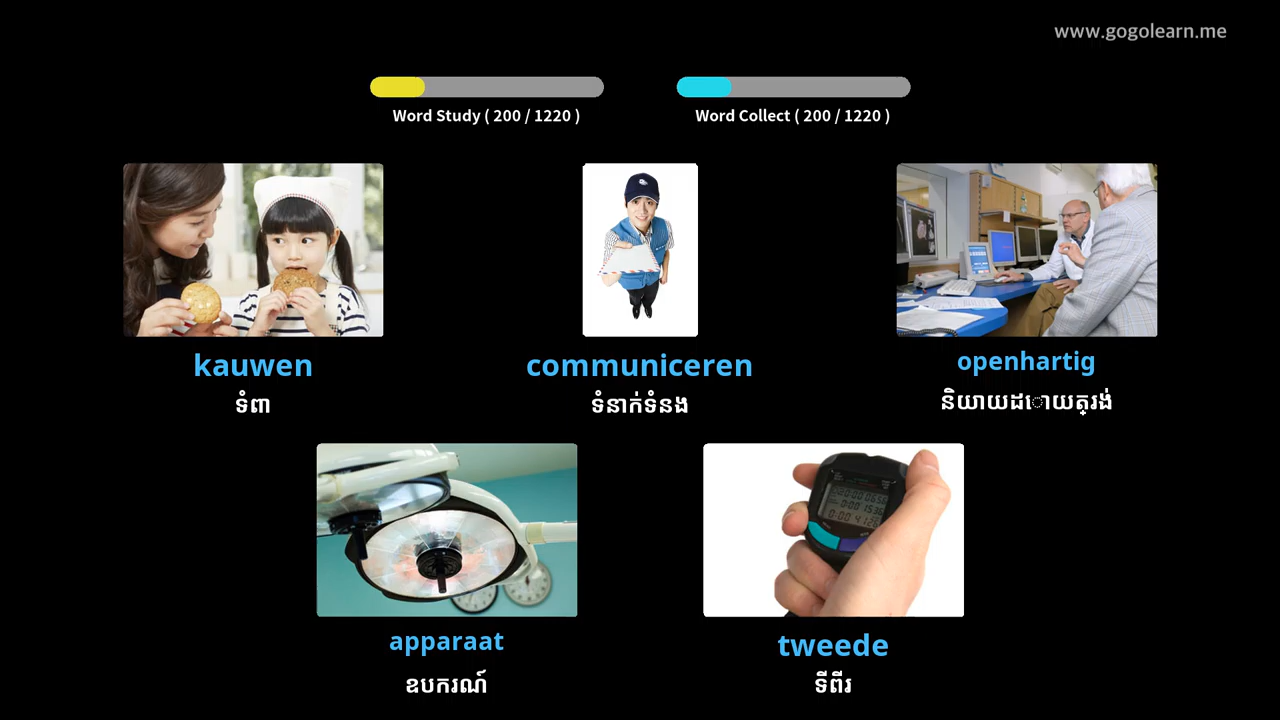 www.gogolearn.me
Word Study ( 200 / 1220 )
Word Collect ( 200 / 1220 )
kauwen
ទំពា
communiceren
ទំនាក់ទំនង
openhartig
និយាយដោយត្រង់
apparaat
ឧបករណ៍
tweede
ទីពីរ